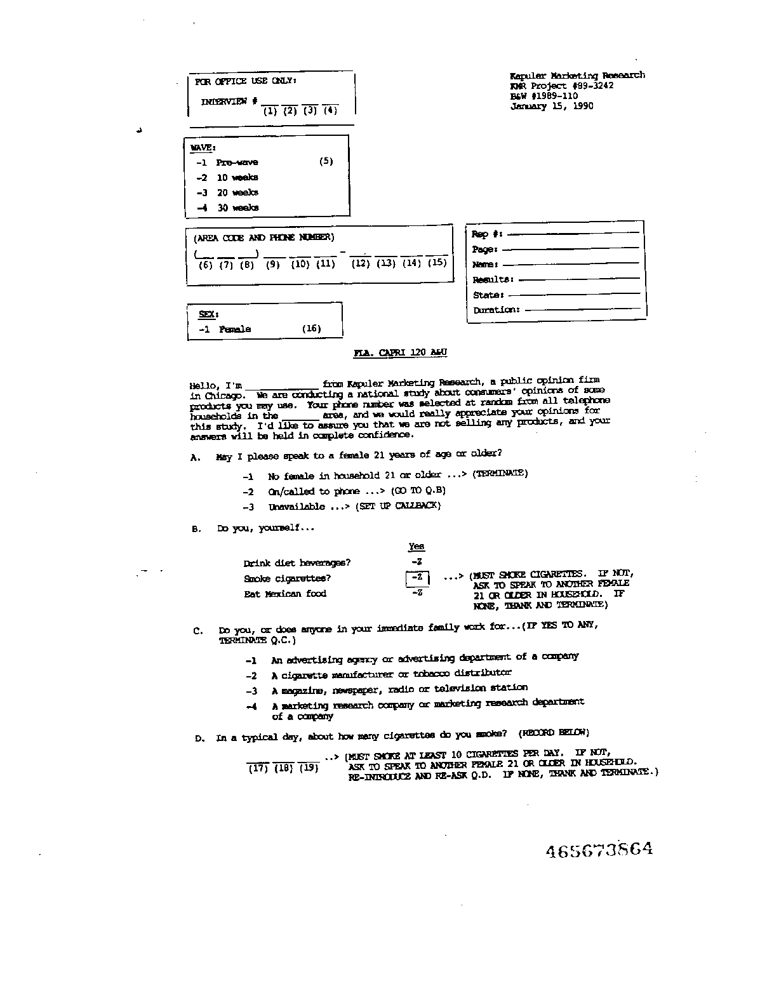 FOR OFFICE USE ONLY:
INTERVIEW # ___ ___ ___ ___
(1) (2) (3) (4)
Kapuler Marketing Research
KMR Project #89-3242
B&W #1989-110
January 15, 1990
WAVE:
-1 Pre-wave (5)
-2 10 weeks
-3 20 weeks
-4 30 weeks
(AREA CODE AND PHONE NUMBER)
(___ ___ ___) ___ ___ ___ - ___ ___ ___ ___
(6) (7) (8) (9) (10) (11) (12) (13) (14) (15)
Rep #:
Page:
Name:
Results:
State:
Duration:
SEX:
-1 Female (16)
FLA. CAPRI 120 A&U
Hello, I'm __________ from Kapuler Marketing Research, a public opinion firm
in Chicago. We are conducting a national study about consumers' opinions of some
products you may use. Your phone number was selected at random from all telephone
households in the ______ area, and we would really appreciate your opinions for
this study. I'd like to assure you that we are not selling any products, and your
answers will be held in complete confidence.
A. May I please speak to a female 21 years of age or older?
-1 No female in household 21 or older ...> (TERMINATE)
-2 On/called to phone ...> (GO TO Q.B)
-3 Unavailable ...> (SET UP CALLBACK)
B. Do you, yourself...
Yes
Drink diet beverages? -Z
Smoke cigarettes? -Z ...> (MUST SMOKE CIGARETTES. IF NOT,
ASK TO SPEAK TO ANOTHER FEMALE
Eat Mexican food -Z 21 OR OLDER IN HOUSEHOLD. IF
NONE, THANK AND TERMINATE)
C. Do you, or does anyone in your immediate family work for...(IF YES TO ANY,
TERMINATE Q.C.)
-1 An advertising agency or advertising department of a company
-2 A cigarette manufacturer or tobacco distributor
-3 A magazine, newspaper, radio or television station
-4 A marketing research company or marketing research department
of a company
D. In a typical day, about how many cigarettes do you smoke? (RECORD BELOW)
___ ___ ___ ..> (MUST SMOKE AT LEAST 10 CIGARETTES PER DAY. IF NOT,
(17) (18) (19) ASK TO SPEAK TO ANOTHER FEMALE 21 OR OLDER IN HOUSEHOLD.
RE-INTRODUCE AND RE-ASK Q.D. IF NONE, THANK AND TERMINATE.)
465673864